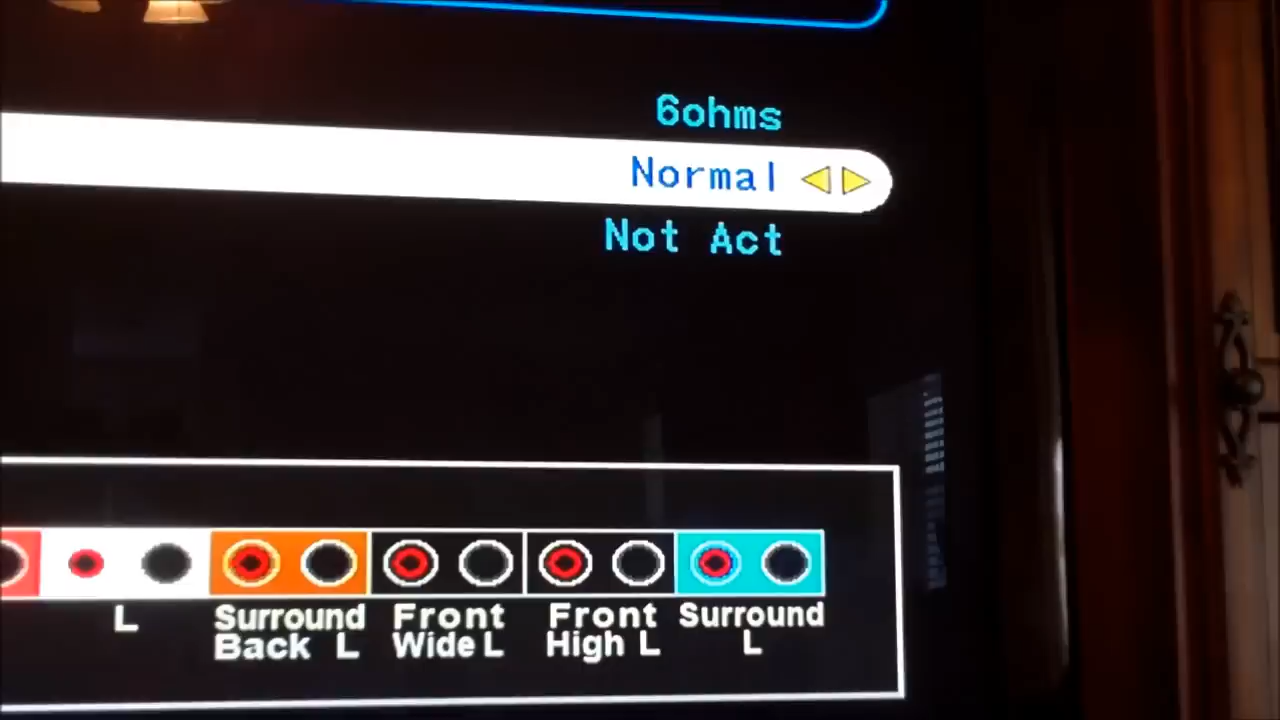 6ohms
Normal
Not Act
L
Surround Back L
Front Wide L
Front High L
Surround L